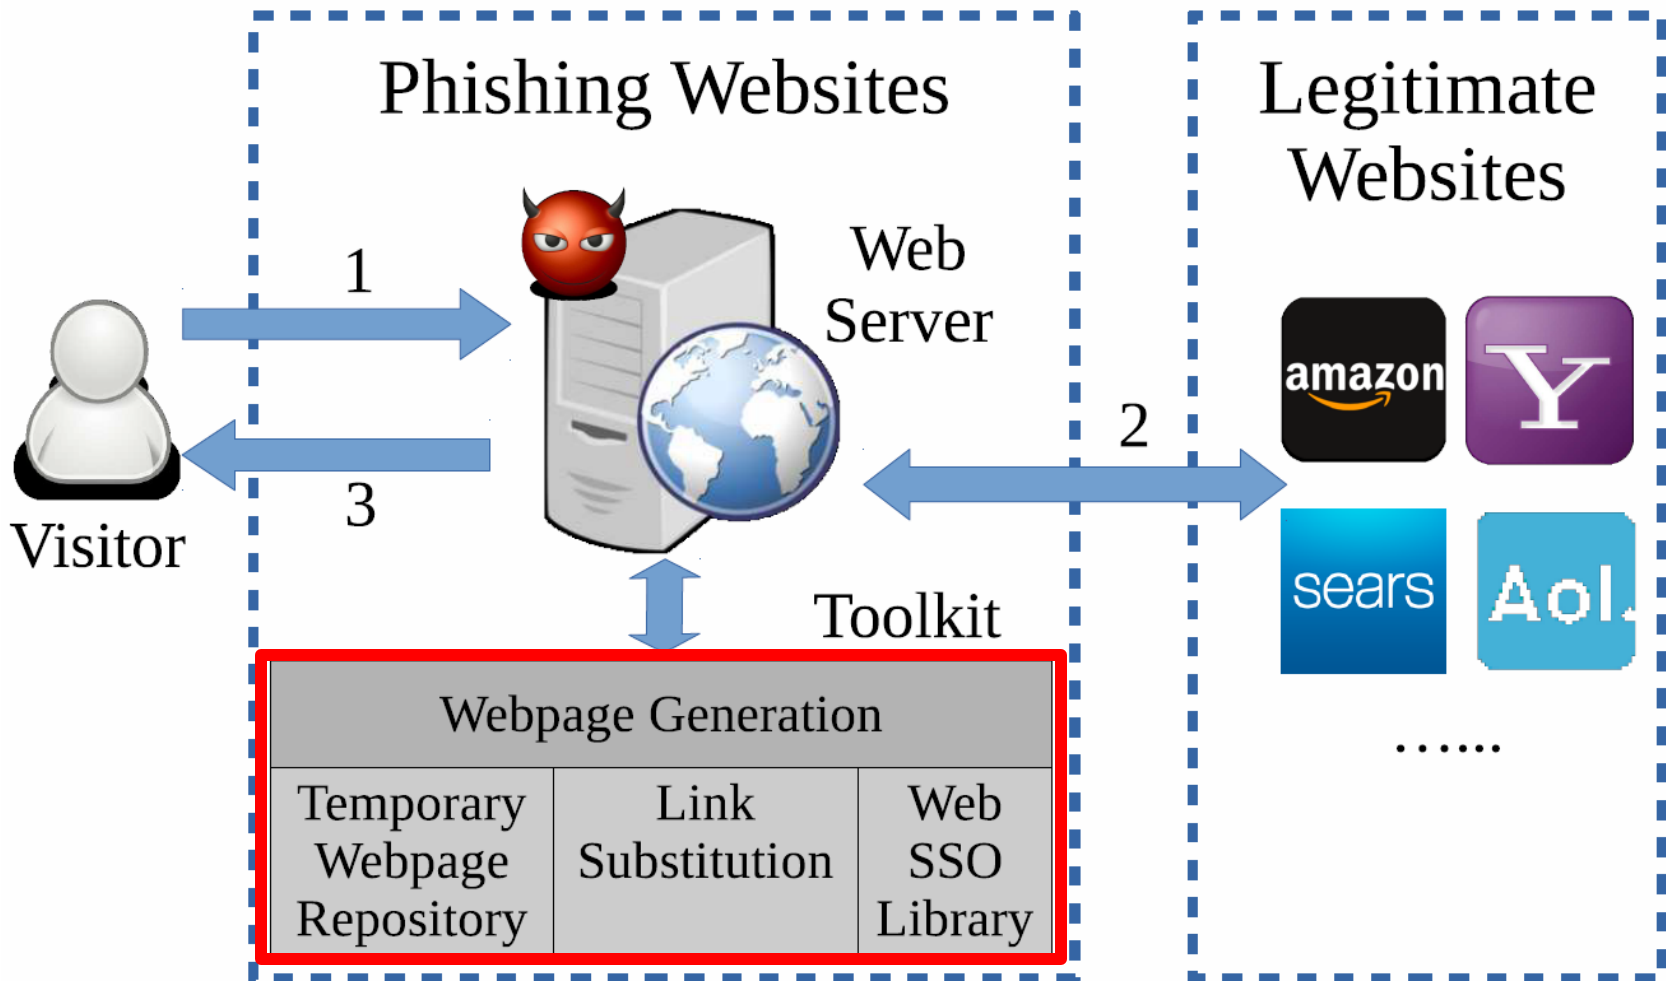 Phishing Websites
Legitimate
Websites
Web
Server
1
2
3
Visitor
amazon
Y
sears
Aol.
......
Toolkit
Webpage Generation
Temporary
Webpage
Repository
Link
Substitution
Web
SSO
Library